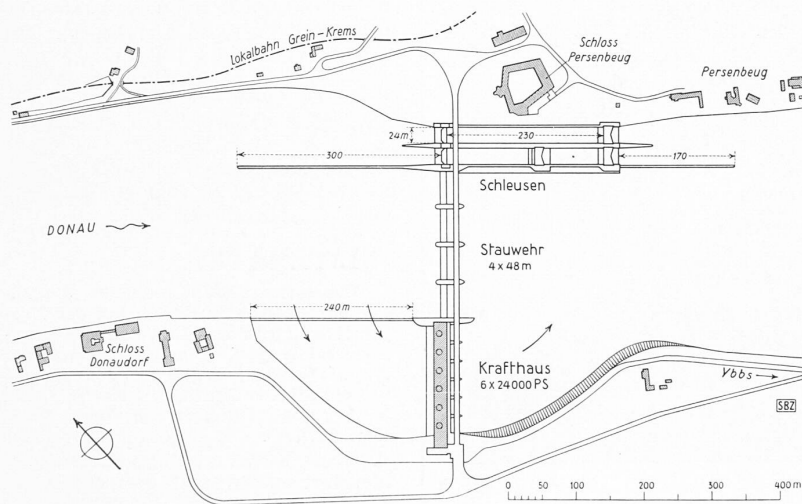 Lokalbahn Grein-Krems
Schloss
Persenbeug
Persenbeug
24m
230
300
170
Schleusen
DONAU
Stauwehr
4 x 48 m
240 m
Schloss
Donaudorf
Krafthaus
6 x 24000 PS
Ybbs
SBZ
0 50 100 200 300 400 m